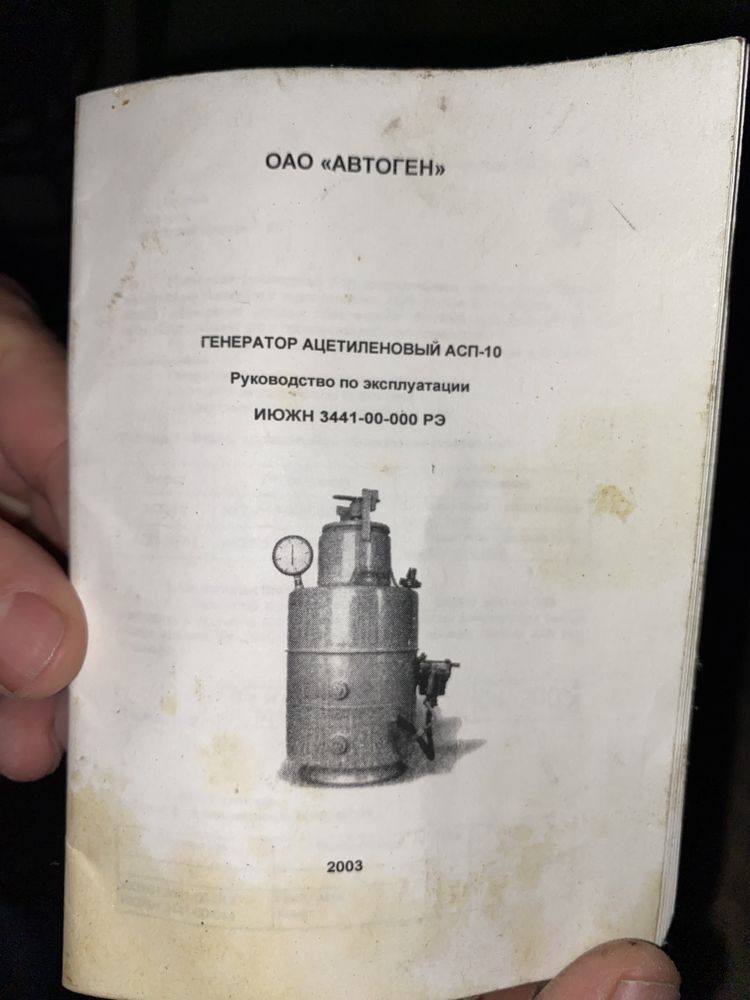 ОАО «АВТОГЕН»
ГЕНЕРАТОР АЦЕТИЛЕНОВЫЙ АСП-10
Руководство по эксплуатации
ИЮЖН 3441-00-000 РЭ
2003